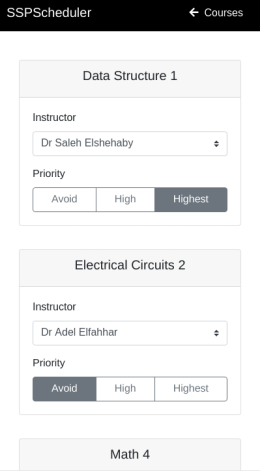 SSPScheduler ← Courses
Data Structure 1
Instructor
Dr Saleh Elshehaby
Priority
Avoid High Highest
Electrical Circuits 2
Instructor
Dr Adel Elfahhar
Priority
Avoid High Highest
Math 4